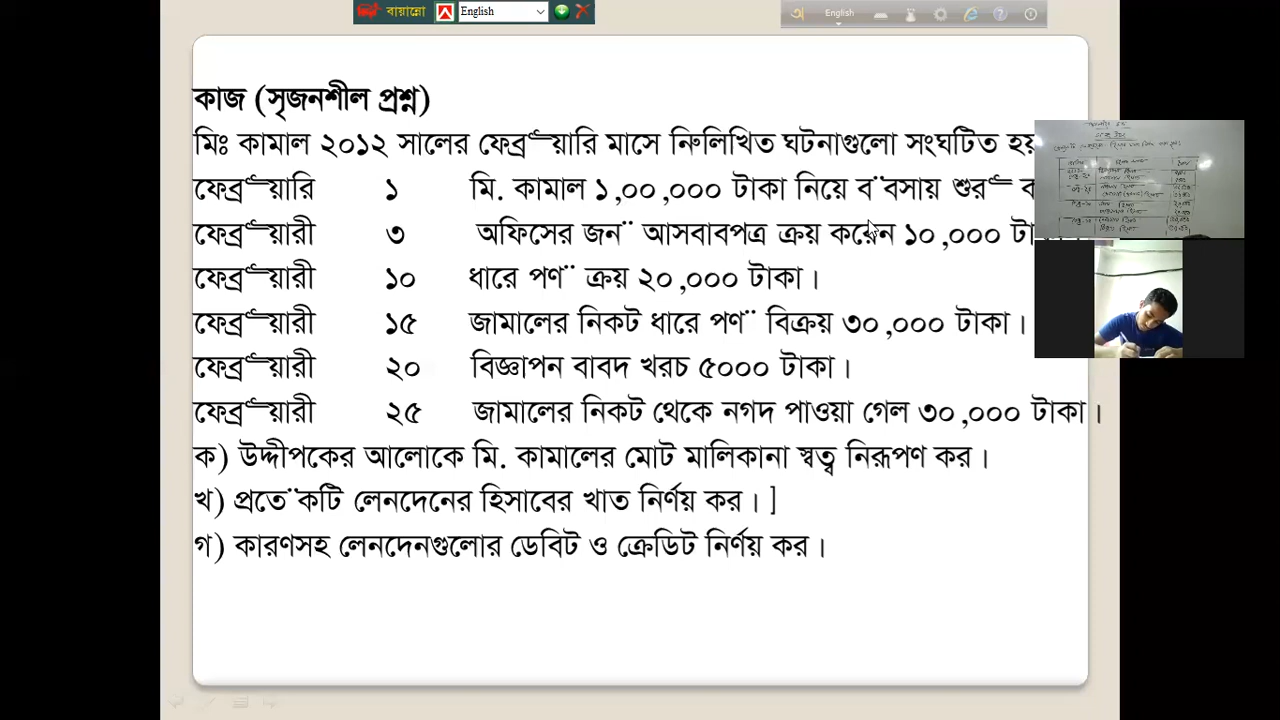 বায়ান্নো English
English
কাজ (সৃজনশীল প্রশ্ন)
মিঃ কামাল ২০১২ সালের ফেব্র“য়ারি মাসে নিুলিখিত ঘটনাগুলো সংঘটিত হয়
ফেব্র“য়ারি ১ মি. কামাল ১,০০,০০০ টাকা নিয়ে ব¨বসায় শুর“
ফেব্র“য়ারী ৩ অফিসের জন¨ আসবাবপত্র ক্রয় করেন ১০,০০০
ফেব্র“য়ারী ১০ ধারে পণ¨ ক্রয় ২০,০০০ টাকা।
ফেব্র“য়ারী ১৫ জামালের নিকট ধারে পণ¨ বিক্রয় ৩০,০০০ টাকা।
ফেব্র“য়ারী ২০ বিজ্ঞাপন বাবদ খরচ ৫০০০ টাকা।
ফেব্র“য়ারী ২৫ জামালের নিকট থেকে নগদ পাওয়া গেল ৩০,০০০ টাকা।
ক) উদ্দীপকের আলোকে মি. কামালের মোট মালিকানা স্বত্ব নিরূপণ কর।
খ) প্রতে¨কটি লেনদেনের হিসাবের খাত নির্ণয় কর। ]
গ) কারণসহ লেনদেনগুলোর ডেবিট ও ক্রেডিট নির্ণয় কর।